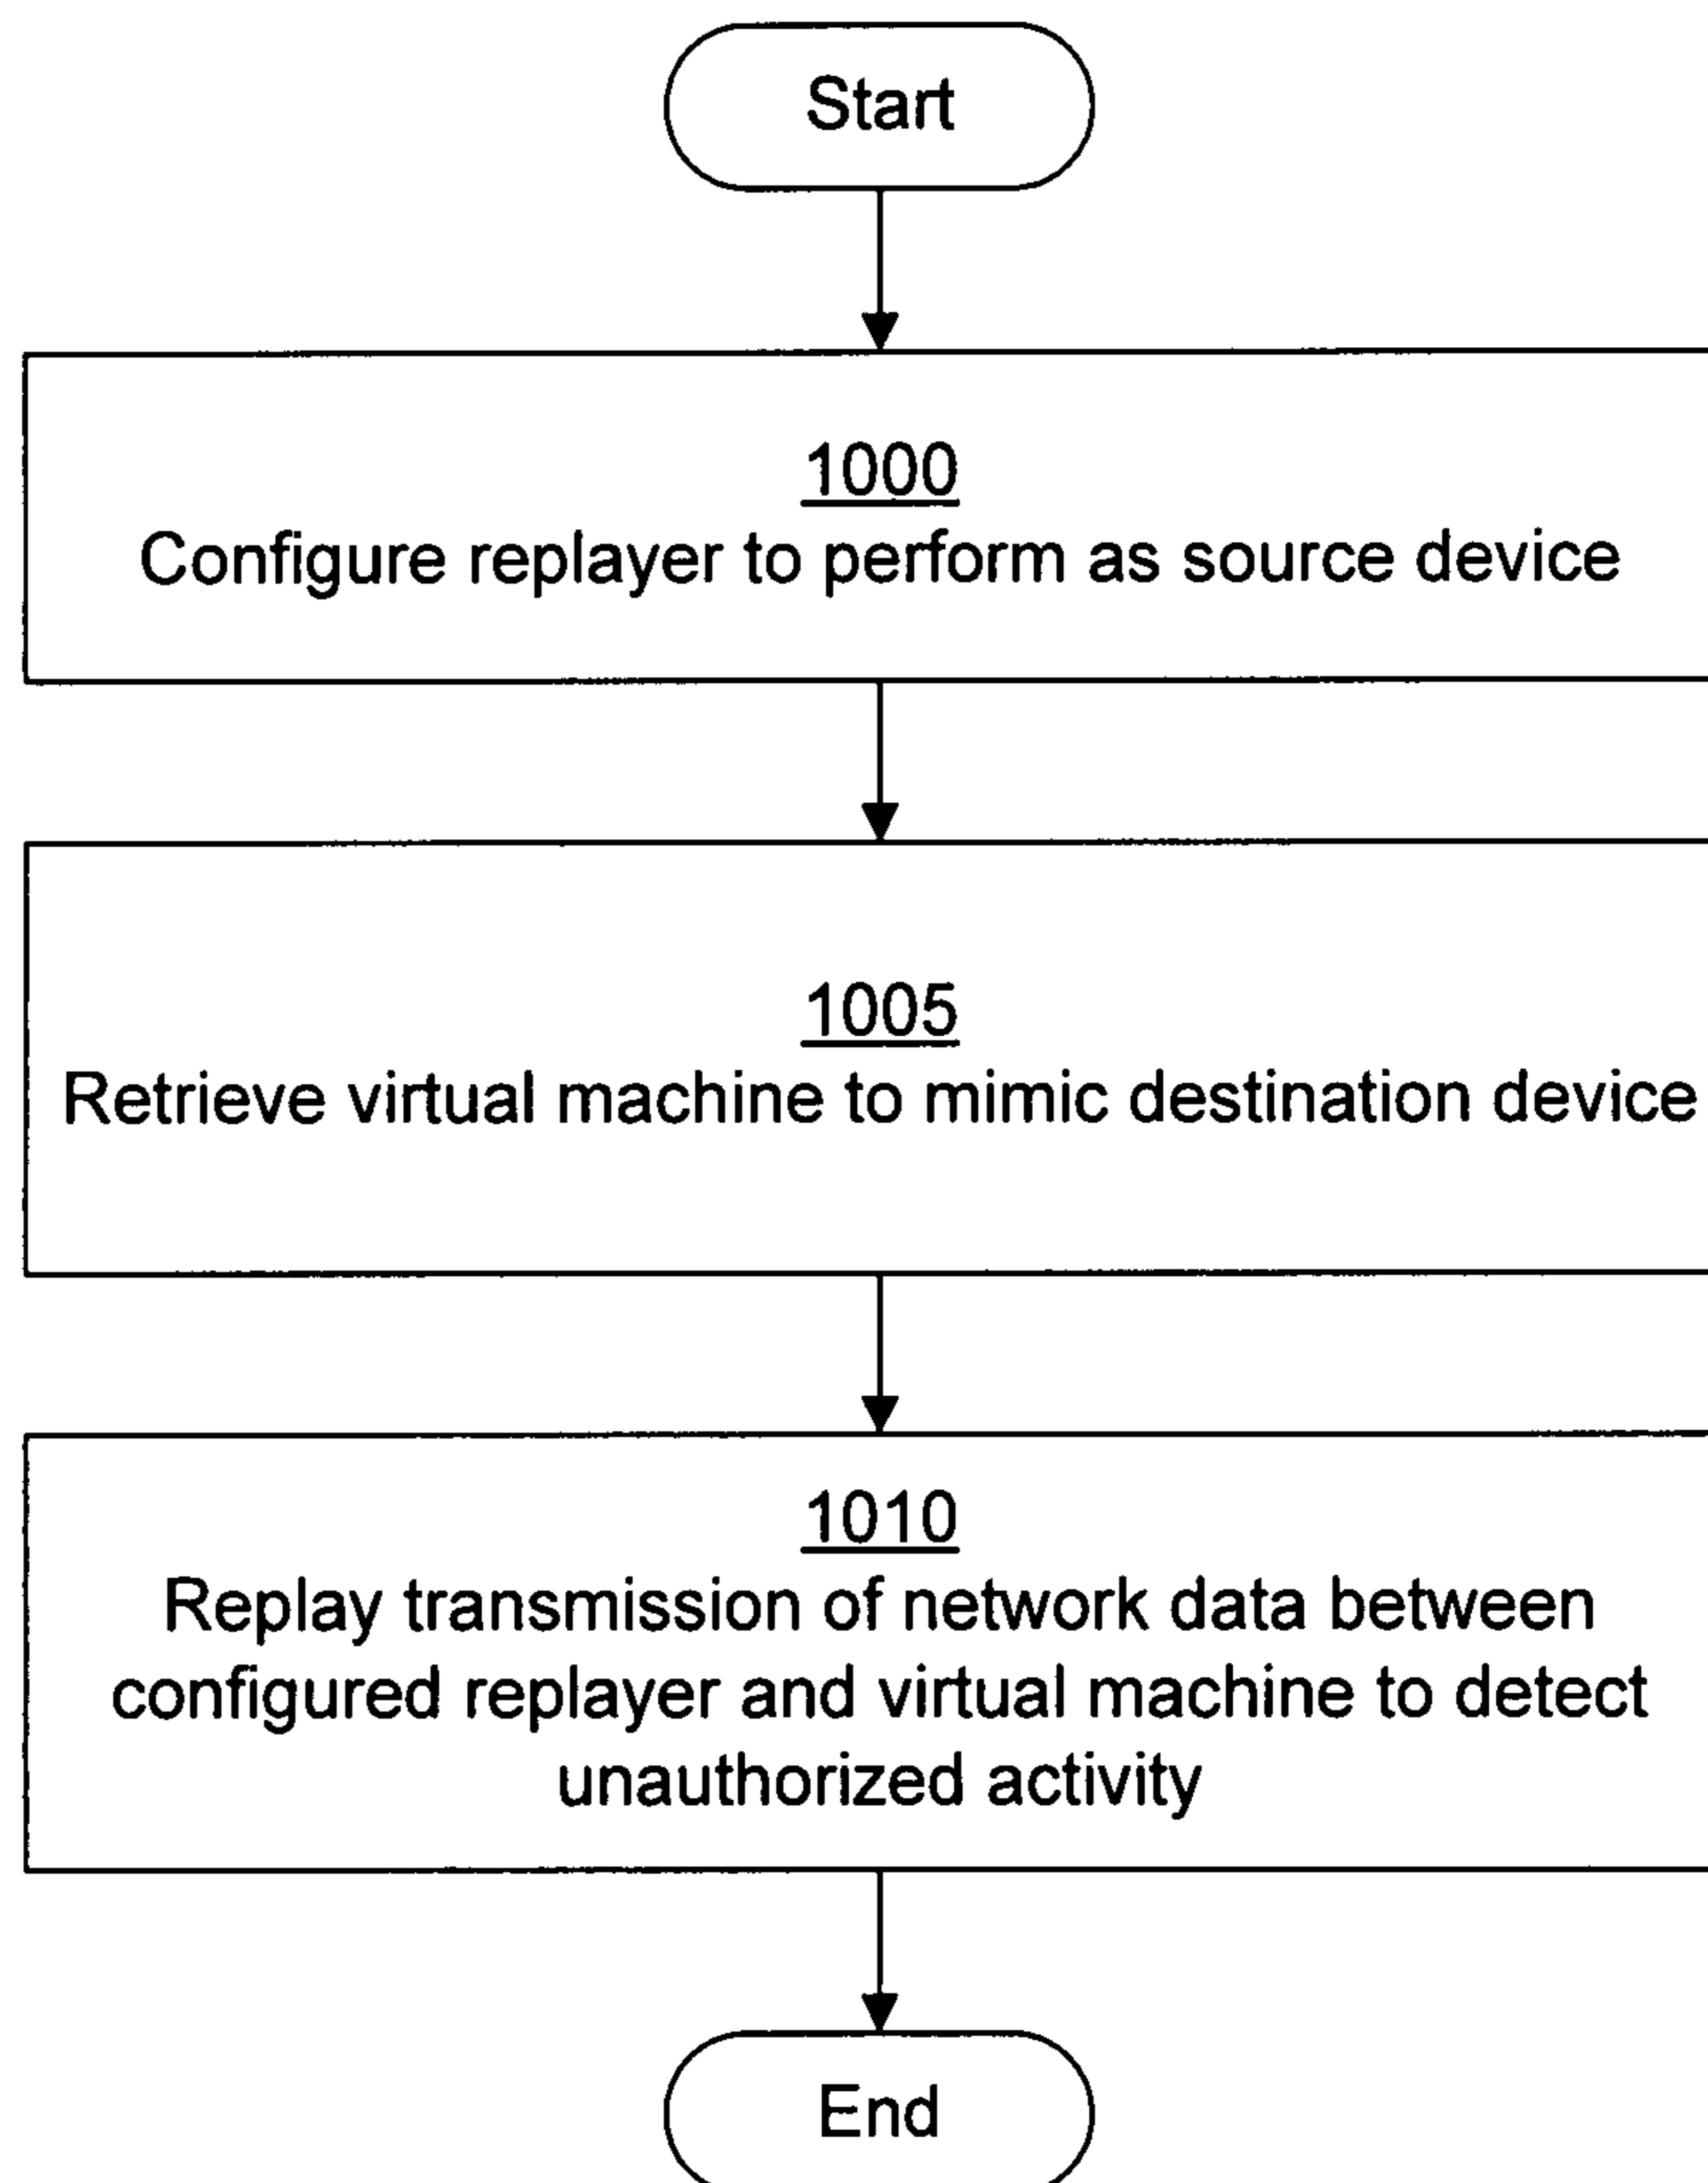 Start
1000
Configure replayer to perform as source device
1005
Retrieve virtual machine to mimic destination device
1010
Replay transmission of network data between
configured replayer and virtual machine to detect
unauthorized activity
End